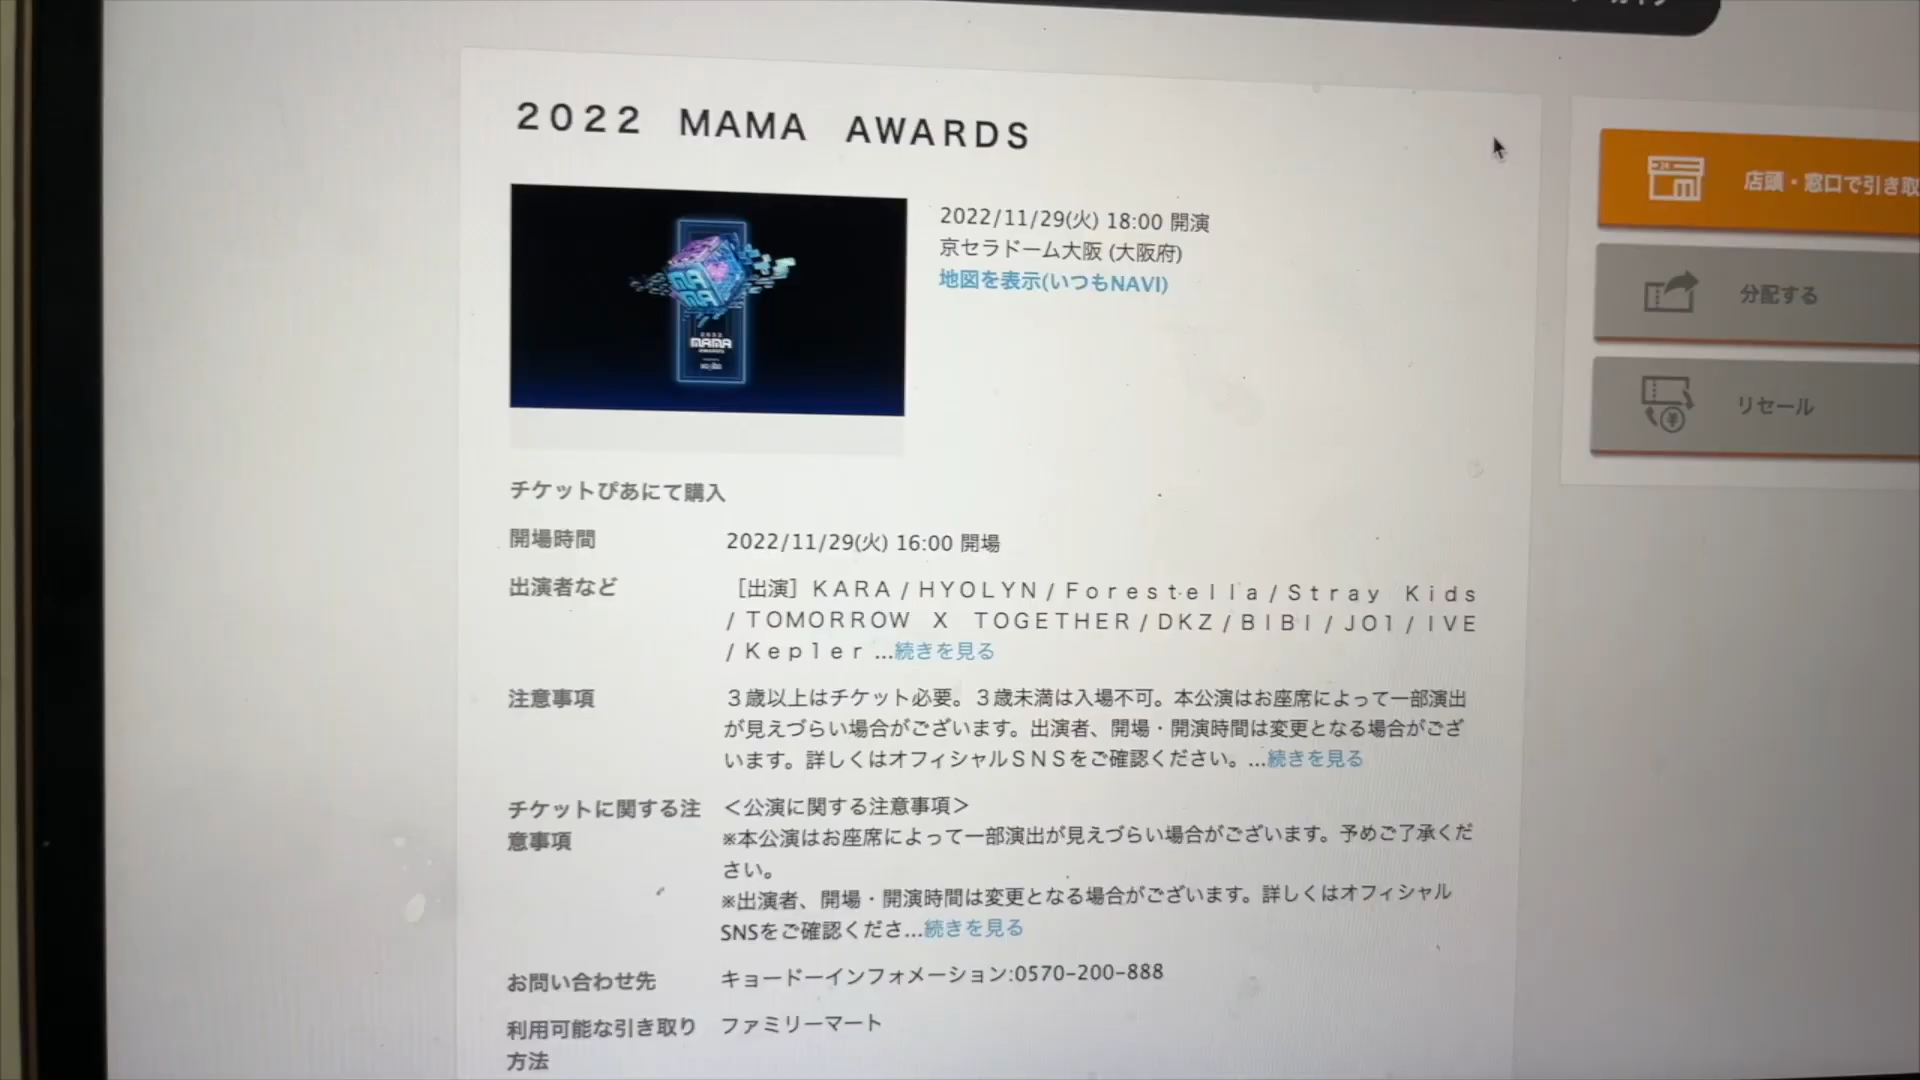 2022 MAMA AWARDS
MA
MA
MAMA
AWARDS
2022/11/29(火) 18:00 開演
京セラドーム大阪 (大阪府)
地図を表示(いつもNAVI)
店頭・窓口で引き取
分配する
リセール
チケットぴあにて購入
開場時間 2022/11/29(火) 16:00 開場
出演者など [出演] KARA/HYOLYN/Forestella/Stray Kids
/TOMORROW X TOGETHER/DKZ/BIBI/JO1/IVE
/Kepler ...続きを見る
注意事項 3歳以上はチケット必要。3歳未満は入場不可。本公演はお座席によって一部演出
が見えづらい場合がございます。出演者、開場・開演時間は変更となる場合がござ
います。詳しくはオフィシャルSNSをご確認ください。...続きを見る
チケットに関する注 <公演に関する注意事項>
意事項 ※本公演はお座席によって一部演出が見えづらい場合がございます。予めご了承くだ
さい。
※出演者、開場・開演時間は変更となる場合がございます。詳しくはオフィシャル
SNSをご確認くださ...続きを見る
お問い合わせ先 キョードーインフォメーション:0570-200-888
利用可能な引き取り ファミリーマート
方法